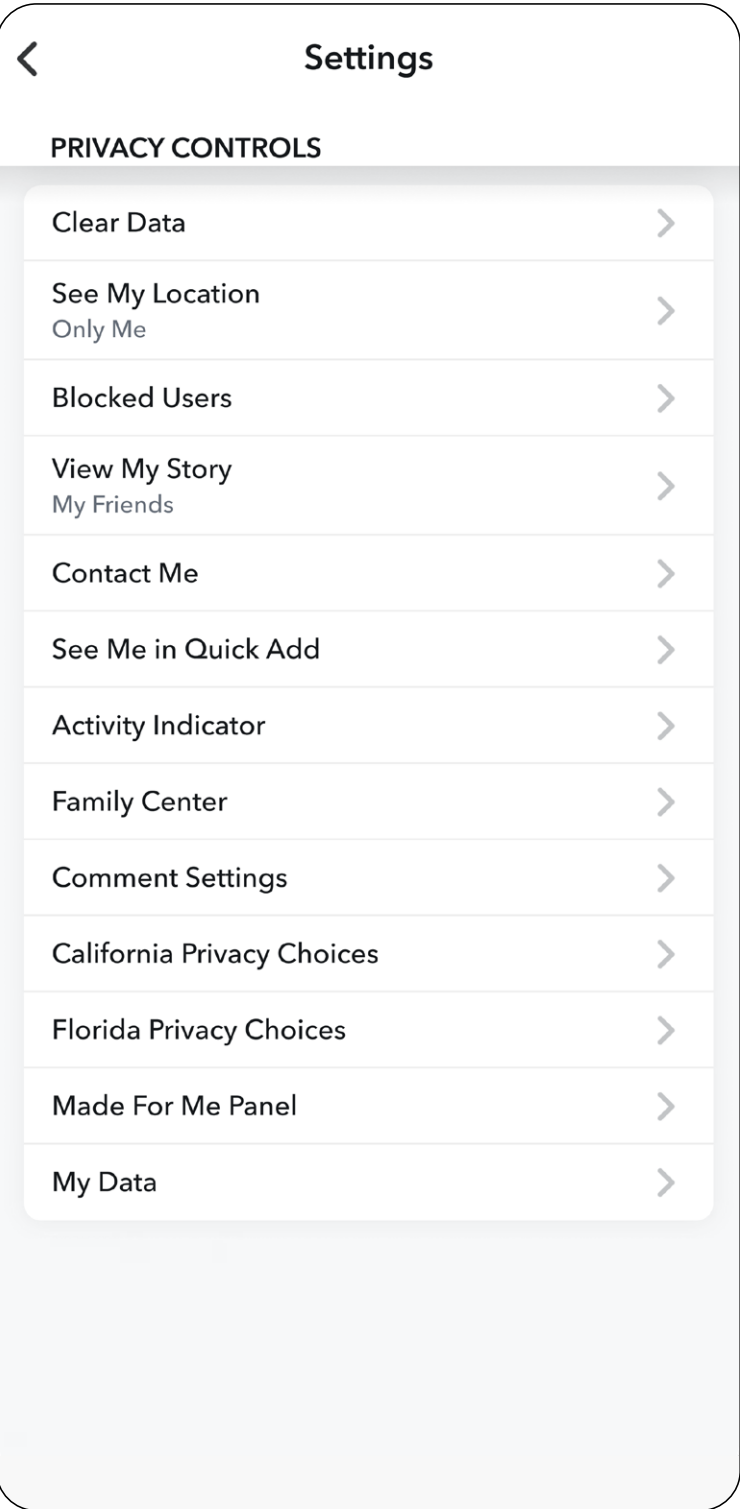 Settings
PRIVACY CONTROLS
Clear Data
See My Location
Only Me
Blocked Users
View My Story
My Friends
Contact Me
See Me in Quick Add
Activity Indicator
Family Center
Comment Settings
California Privacy Choices
Florida Privacy Choices
Made For Me Panel
My Data